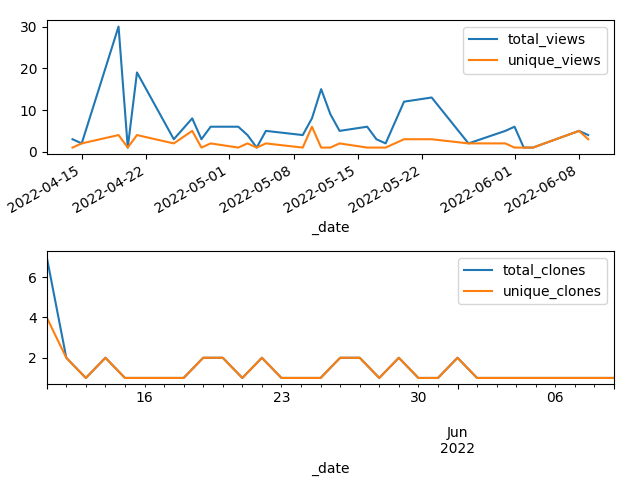 30
20
10
0
total_views
unique_views
2022-04-15
2022-04-22
2022-05-01
2022-05-08
2022-05-15
2022-05-22
2022-06-01
2022-06-08
_date
6
4
2
total_clones
unique_clones
16
23
30
06
Jun
2022
_date